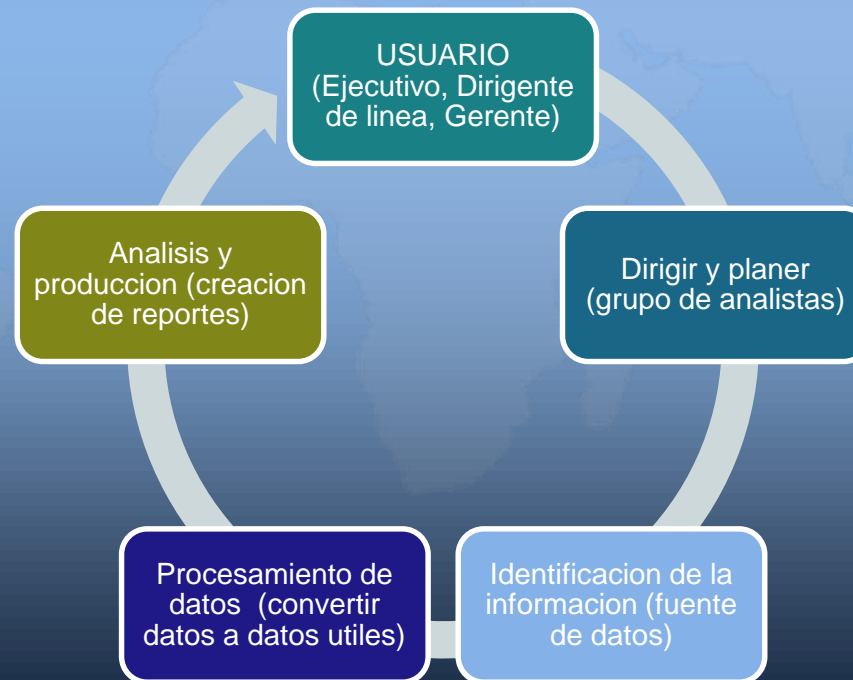 USUARIO
(Ejecutivo, Dirigente
de linea, Gerente)
Dirigir y planer
(grupo de analistas)
Identificacion de la
informacion (fuente
de datos)
Procesamiento de
datos  (convertir
datos a datos utiles)
Analisis y
produccion (creacion
de reportes)